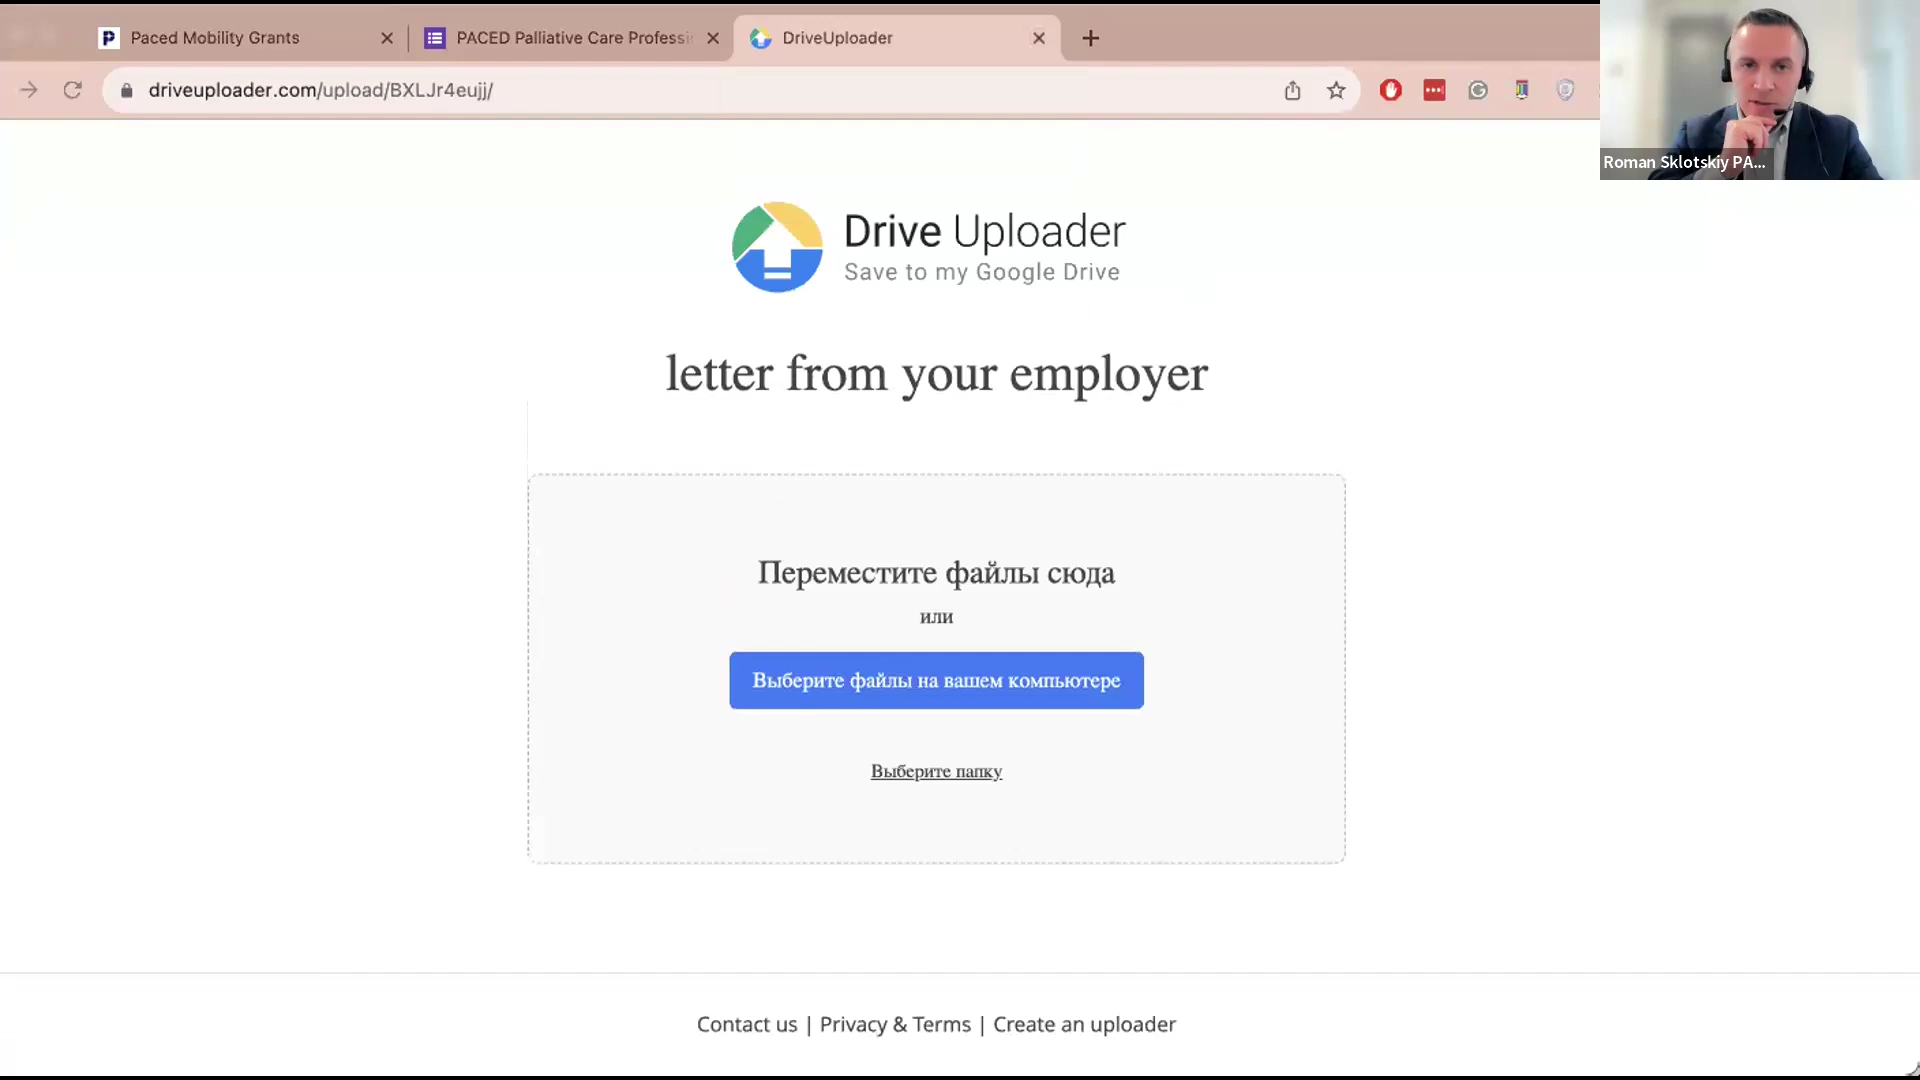 Paced Mobility Grants
PACED Palliative Care Professi
DriveUploader
driveuploader.com/upload/BXLJr4eujj/
Roman Sklotskiy PA...
Drive Uploader
Save to my Google Drive
letter from your employer
Переместите файлы сюда
или
Выберите файлы на вашем компьютере
Выберите папку
Contact us | Privacy & Terms | Create an uploader